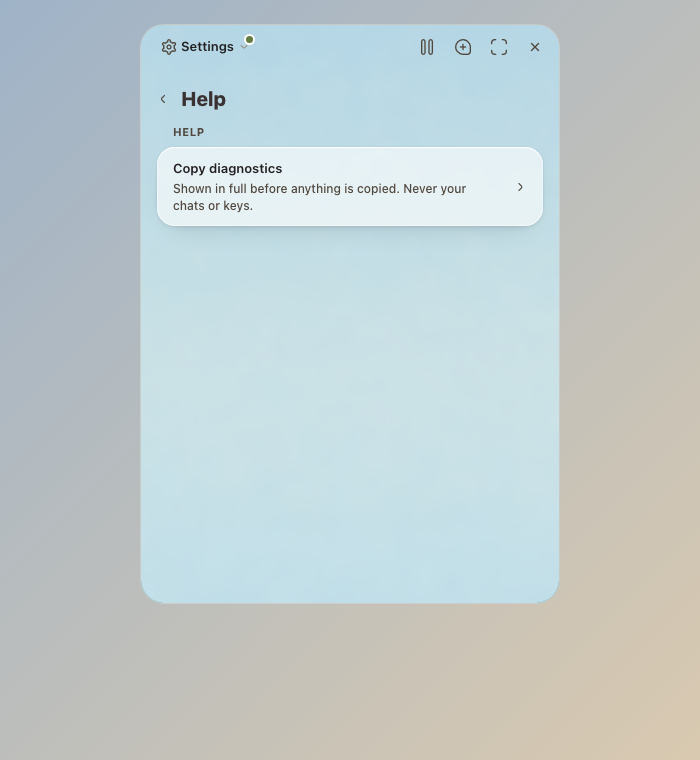 Settings
Help
HELP
Copy diagnostics
Shown in full before anything is copied. Never your
chats or keys.